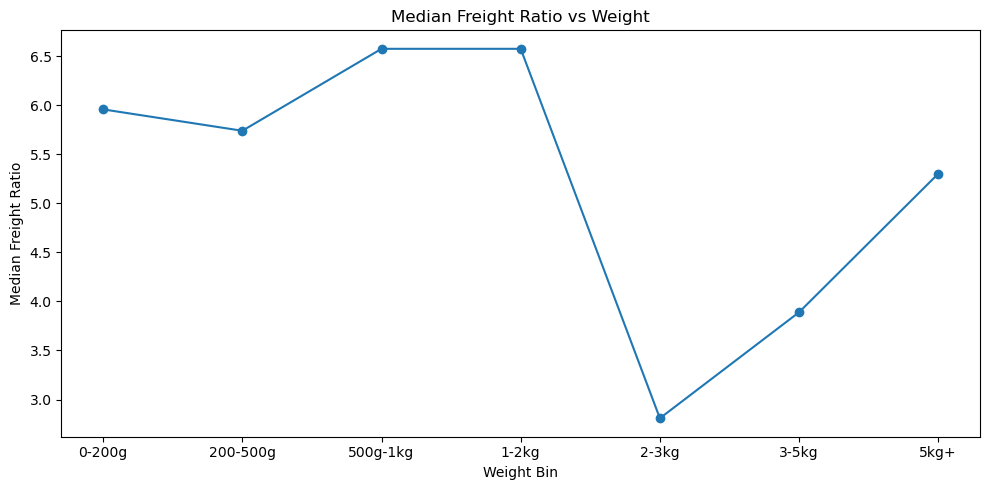 Median Freight Ratio vs Weight
6.5
6.0
5.5
5.0
4.5
4.0
3.5
3.0
Median Freight Ratio
0-200g 200-500g 500g-1kg 1-2kg 2-3kg 3-5kg 5kg+
Weight Bin